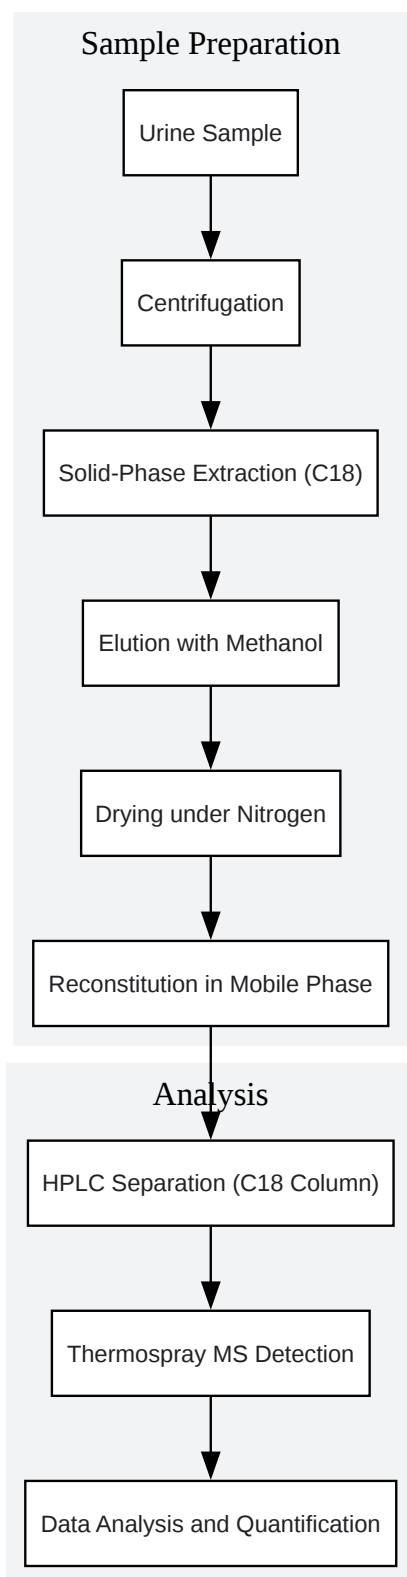 Sample Preparation
Urine Sample
Centrifugation
Solid-Phase Extraction (C18)
Elution with Methanol
Drying under Nitrogen
Reconstitution in Mobile Phase
Analysis
HPLC Separation (C18 Column)
Thermospray MS Detection
Data Analysis and Quantification